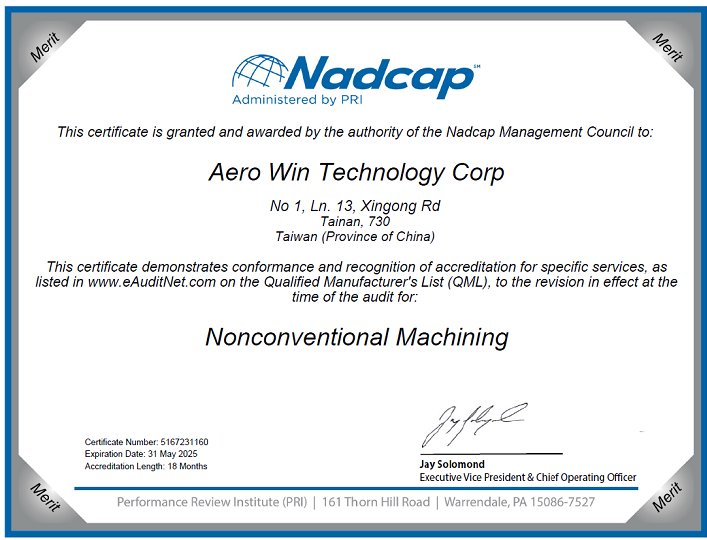 Merit
Merit
Nadcap℠
Administered by PRI
This certificate is granted and awarded by the authority of the Nadcap Management Council to:
Aero Win Technology Corp
No 1, Ln. 13, Xingong Rd
Tainan, 730
Taiwan (Province of China)
This certificate demonstrates conformance and recognition of accreditation for specific services, as
listed in www.eAuditNet.com on the Qualified Manufacturer's List (QML), to the revision in effect at the
time of the audit for:
Nonconventional Machining
Certificate Number: 5167231160
Expiration Date: 31 May 2025
Accreditation Length: 18 Months
Jay Solomond
Executive Vice President & Chief Operating Officer
Merit
Merit
Performance Review Institute (PRI) | 161 Thorn Hill Road | Warrendale, PA 15086-7527